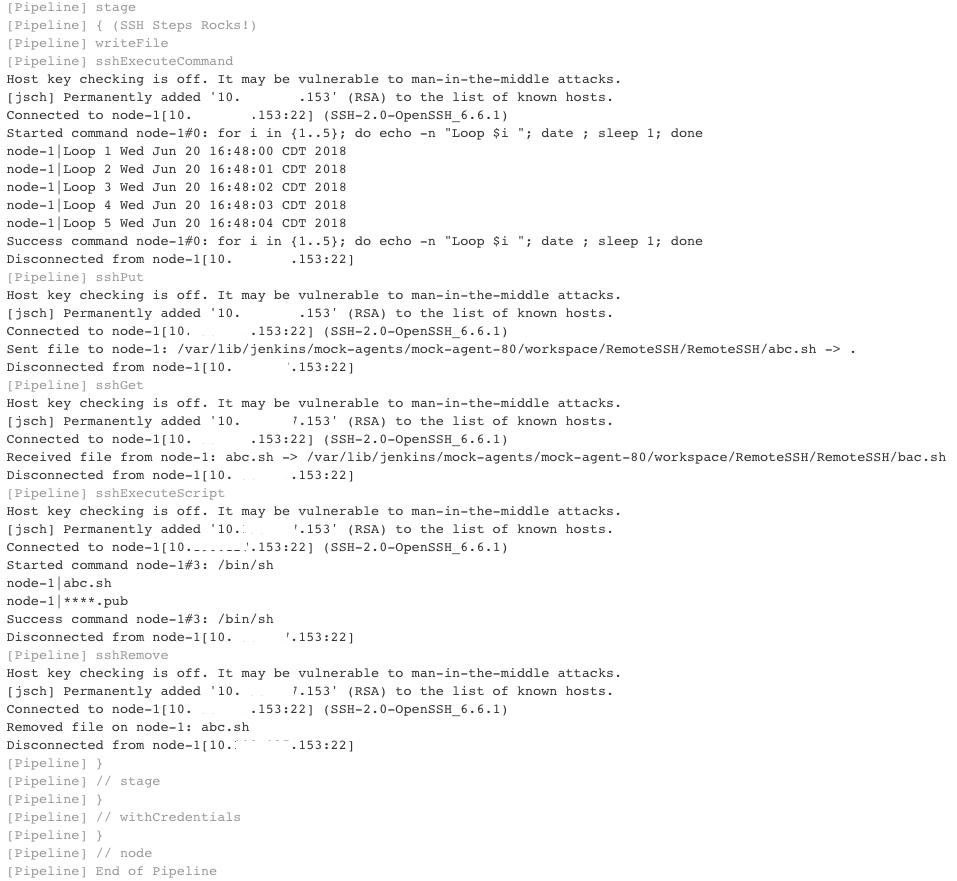 [Pipeline] stage
[Pipeline] { (SSH Steps Rocks!)
[Pipeline] writeFile
[Pipeline] sshExecuteCommand
Host key checking is off. It may be vulnerable to man-in-the-middle attacks.
[jsch] Permanently added '10. .153' (RSA) to the list of known hosts.
Connected to node-1[10. .153:22] (SSH-2.0-OpenSSH_6.6.1)
Started command node-1#0: for i in {1..5}; do echo -n "Loop $i "; date ; sleep 1; done
node-1|Loop 1 Wed Jun 20 16:48:00 CDT 2018
node-1|Loop 2 Wed Jun 20 16:48:01 CDT 2018
node-1|Loop 3 Wed Jun 20 16:48:02 CDT 2018
node-1|Loop 4 Wed Jun 20 16:48:03 CDT 2018
node-1|Loop 5 Wed Jun 20 16:48:04 CDT 2018
Success command node-1#0: for i in {1..5}; do echo -n "Loop $i "; date ; sleep 1; done
Disconnected from node-1[10. .153:22]
[Pipeline] sshPut
Host key checking is off. It may be vulnerable to man-in-the-middle attacks.
[jsch] Permanently added '10. .153' (RSA) to the list of known hosts.
Connected to node-1[10. .153:22] (SSH-2.0-OpenSSH_6.6.1)
Sent file to node-1: /var/lib/jenkins/mock-agents/mock-agent-80/workspace/RemoteSSH/RemoteSSH/abc.sh -> .
Disconnected from node-1[10. .153:22]
[Pipeline] sshGet
Host key checking is off. It may be vulnerable to man-in-the-middle attacks.
[jsch] Permanently added '10. .153' (RSA) to the list of known hosts.
Connected to node-1[10. .153:22] (SSH-2.0-OpenSSH_6.6.1)
Received file from node-1: abc.sh -> /var/lib/jenkins/mock-agents/mock-agent-80/workspace/RemoteSSH/RemoteSSH/bac.sh
Disconnected from node-1[10. .153:22]
[Pipeline] sshExecuteScript
Host key checking is off. It may be vulnerable to man-in-the-middle attacks.
[jsch] Permanently added '10. .153' (RSA) to the list of known hosts.
Connected to node-1[10. .153:22] (SSH-2.0-OpenSSH_6.6.1)
Started command node-1#3: /bin/sh
node-1|abc.sh
node-1|****.pub
Success command node-1#3: /bin/sh
Disconnected from node-1[10. .153:22]
[Pipeline] sshRemove
Host key checking is off. It may be vulnerable to man-in-the-middle attacks.
[jsch] Permanently added '10. .153' (RSA) to the list of known hosts.
Connected to node-1[10. .153:22] (SSH-2.0-OpenSSH_6.6.1)
Removed file on node-1: abc.sh
Disconnected from node-1[10. .153:22]
[Pipeline] }
[Pipeline] // stage
[Pipeline] }
[Pipeline] // withCredentials
[Pipeline] }
[Pipeline] // node
[Pipeline] End of Pipeline